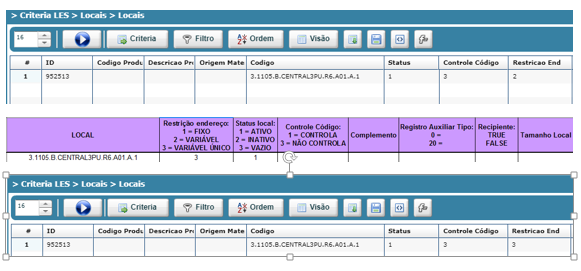 > Criteria LES > Locais > Locais
16 Criteria Filtro Ordem Visão
# ID Codigo Produ Descricao Pro Origem Mate Codigo Status Controle Código Restricao End
1 952513 3.1105.B.CENTRAL3PU.R6.A01.A.1 1 3 2
LOCAL
Restrição endereço:
1 = FIXO
2 = VARIÁVEL
3 = VARIÁVEL ÚNICO
Status local:
1 = ATIVO
2 = INATIVO
3 = VAZIO
Controle Código:
1 = CONTROLA
3 = NÃO CONTROLA
Complemento
Registro Auxiliar Tipo:
0 =
20 =
Recipiente:
TRUE
FALSE
Tamanho Local
3.1105.B.CENTRAL3PU.R6.A01.A.1 3 1
> Criteria LES > Locais > Locais
16 Criteria Filtro Ordem Visão
# ID Codigo Produ Descricao Pro Origem Mate Codigo Status Controle Código Restricao End
1 952513 3.1105.B.CENTRAL3PU.R6.A01.A.1 1 3 3